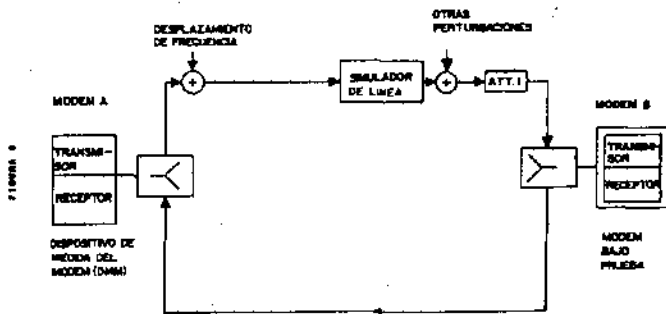 DESPLAZAMIENTO
DE FRECUENCIA
OTRAS
PERTURBACIONES
SIMULADOR
DE LINEA
ATT.1
MODEM A
TRANSMI-
SOR
RECEPTOR
DISPOSITIVO DE
MEDIDA DEL
MODEM (DMM)
MODEM B
TRANSMI-
SOR
RECEPTOR
MODEM
BAJO
PRUEBA
FIGURA